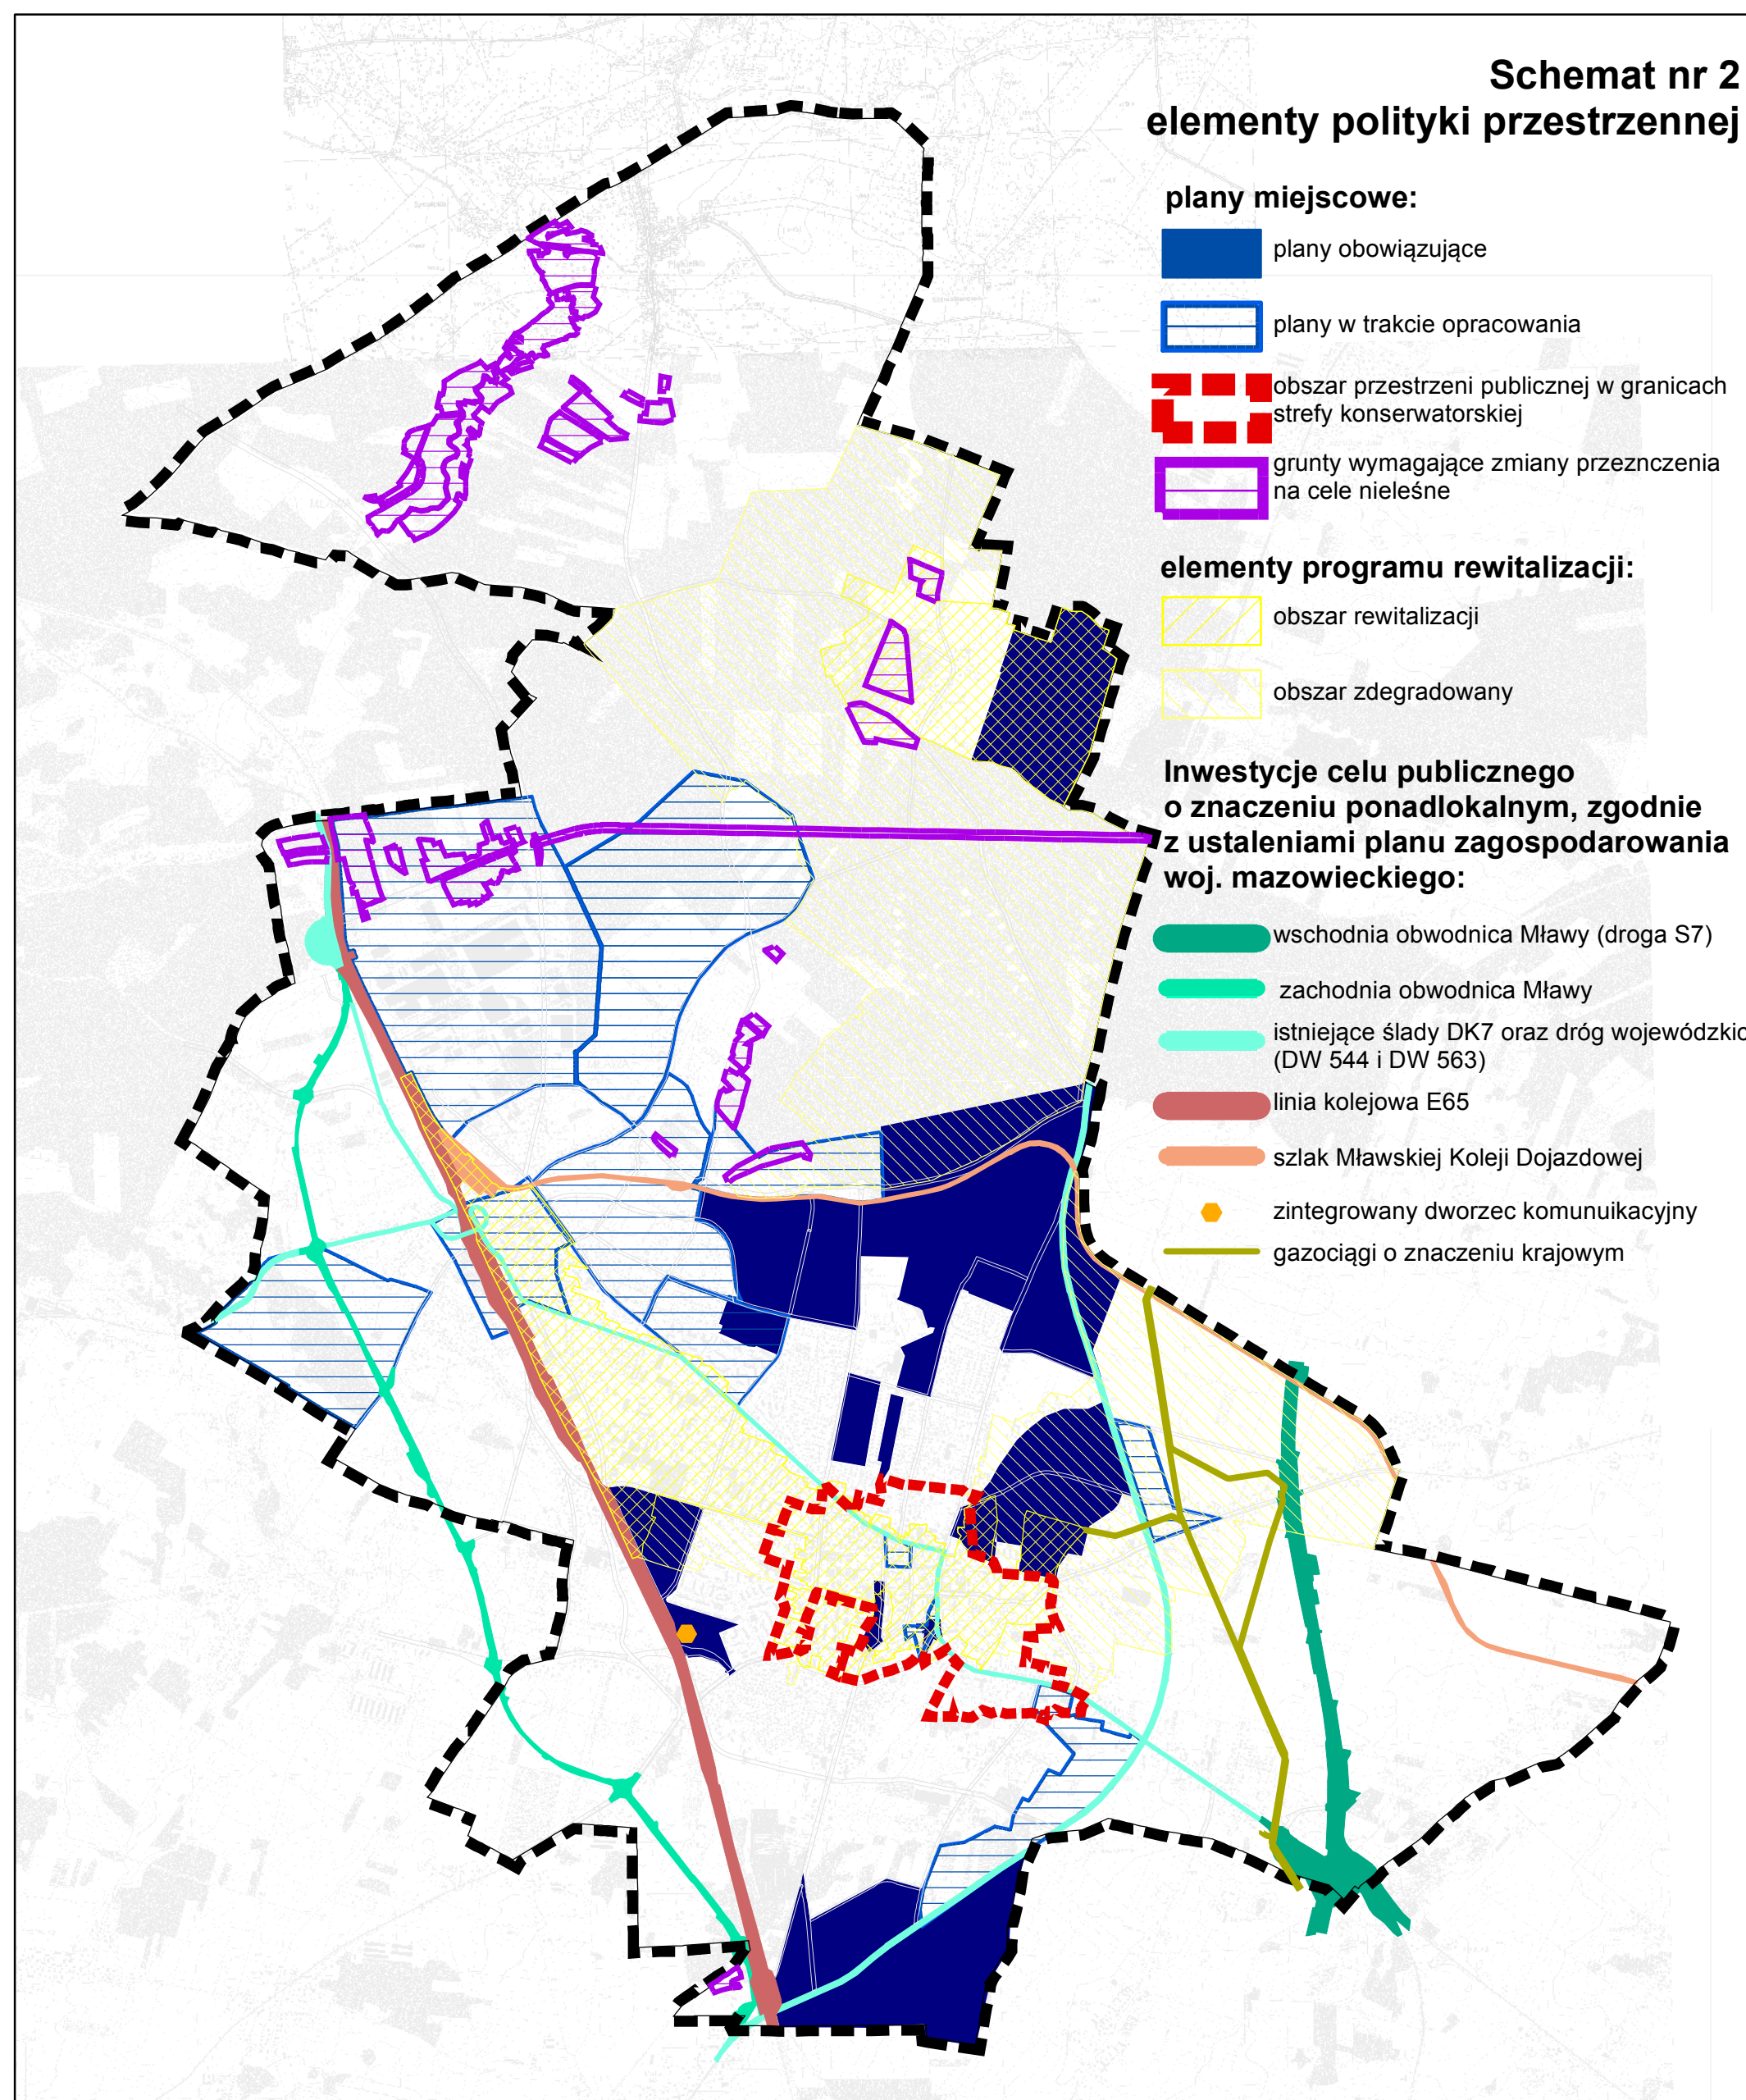 Schemat nr 2
elementy polityki przestrzennej
plany miejscowe:
plany obowiązujące
plany w trakcie opracowania
obszar przestrzeni publicznej w granicach
strefy konserwatorskiej
grunty wymagające zmiany przeznczenia
na cele nieleśne
elementy programu rewitalizacji:
obszar rewitalizacji
obszar zdegradowany
Inwestycje celu publicznego
o znaczeniu ponadlokalnym, zgodnie
z ustaleniami planu zagospodarowania
woj. mazowieckiego:
wschodnia obwodnica Mławy (droga S7)
zachodnia obwodnica Mławy
istniejące ślady DK7 oraz dróg wojewódzkic
(DW 544 i DW 563)
linia kolejowa E65
szlak Mławskiej Koleji Dojazdowej
zintegrowany dworzec komunuikacyjny
gazociągi o znaczeniu krajowym